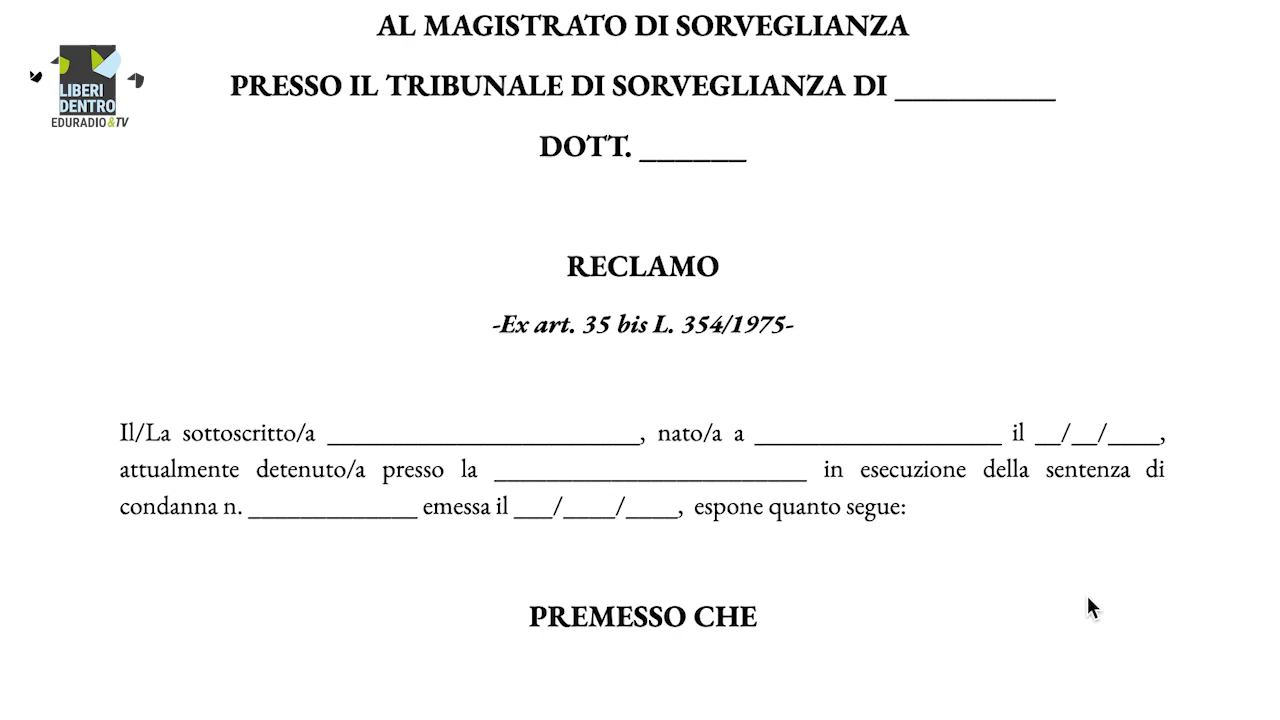 AL MAGISTRATO DI SORVEGLIANZA
LIBERI
DENTRO
EDURADIO&TV
PRESSO IL TRIBUNALE DI SORVEGLIANZA DI __________
DOTT. ______
RECLAMO
-Ex art. 35 bis L. 354/1975-
Il/La sottoscritto/a ________________________, nato/a a ___________________ il __/__/____,
attualmente detenuto/a presso la ________________________ in esecuzione della sentenza di
condanna n. _____________ emessa il ___/____/____, espone quanto segue:
PREMESSO CHE